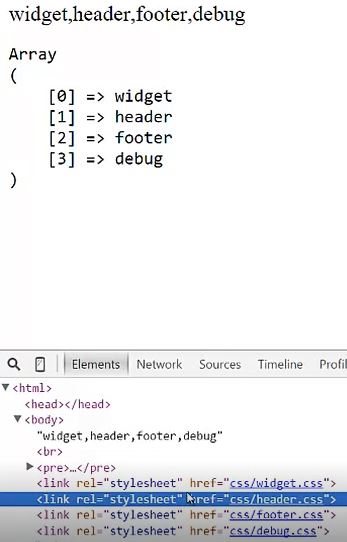 widget,header,footer,debug
Array
(
[0] => widget
[1] => header
[2] => footer
[3] => debug
)
Elements Network Sources Timeline Profil
<html>
<head></head>
<body>
"widget,header,footer,debug"
<br>
<pre>…</pre>
<link rel="stylesheet" href="css/widget.css">
<link rel="stylesheet" href="css/header.css">
<link rel="stylesheet" href="css/footer.css">
<link rel="stylesheet" href="css/debug.css">